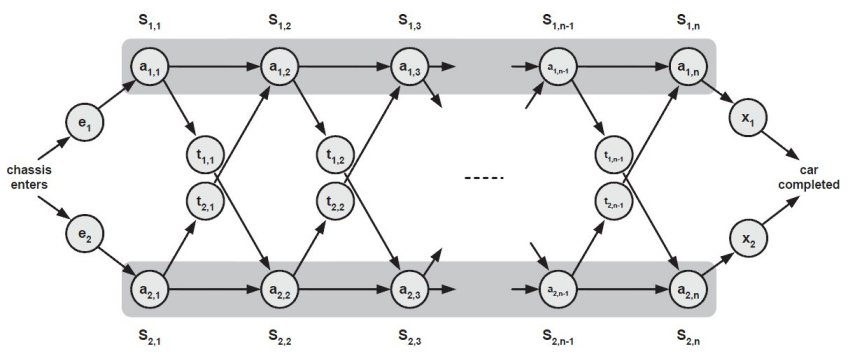 S1,1 S1,2 S1,3 S1,n-1 S1,n
a1,1 a1,2 a1,3 a1,n-1 a1,n
e1 x1
t1,1 t1,2 t1,n-1
chassis
enters
car
completed
t2,1 t2,2 t2,n-1
e2 x2
a2,1 a2,2 a2,3 a2,n-1 a2,n
S2,1 S2,2 S2,3 S2,n-1 S2,n